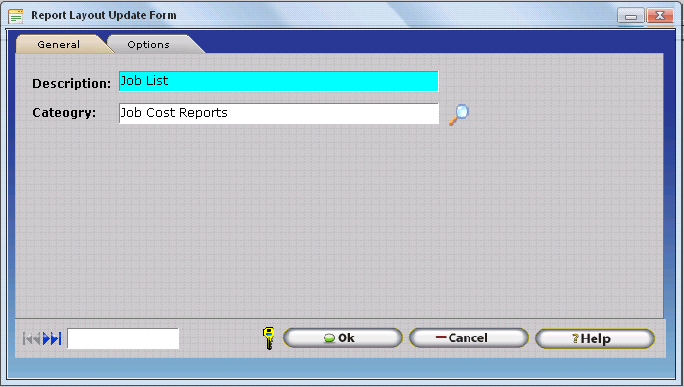 Report Layout Update Form
General Options
Description: Job List
Cateogry: Job Cost Reports
Ok Cancel ?Help